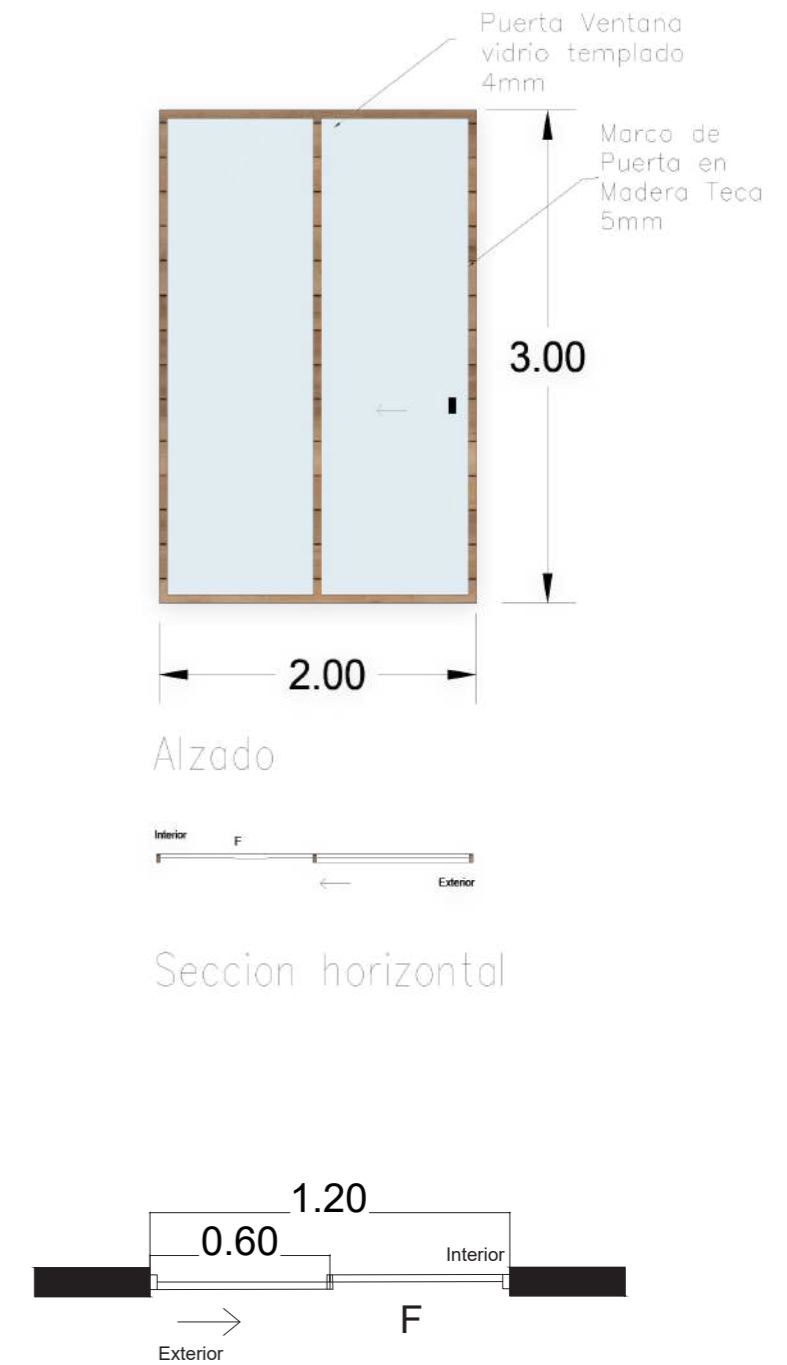 Puerta Ventana
vidrio templado
4mm
Marco de
Puerta en
Madera Teca
5mm
3.00
2.00
Alzado
Interior
F
Exterior
Seccion horizontal
1.20
0.60
Interior
F
Exterior